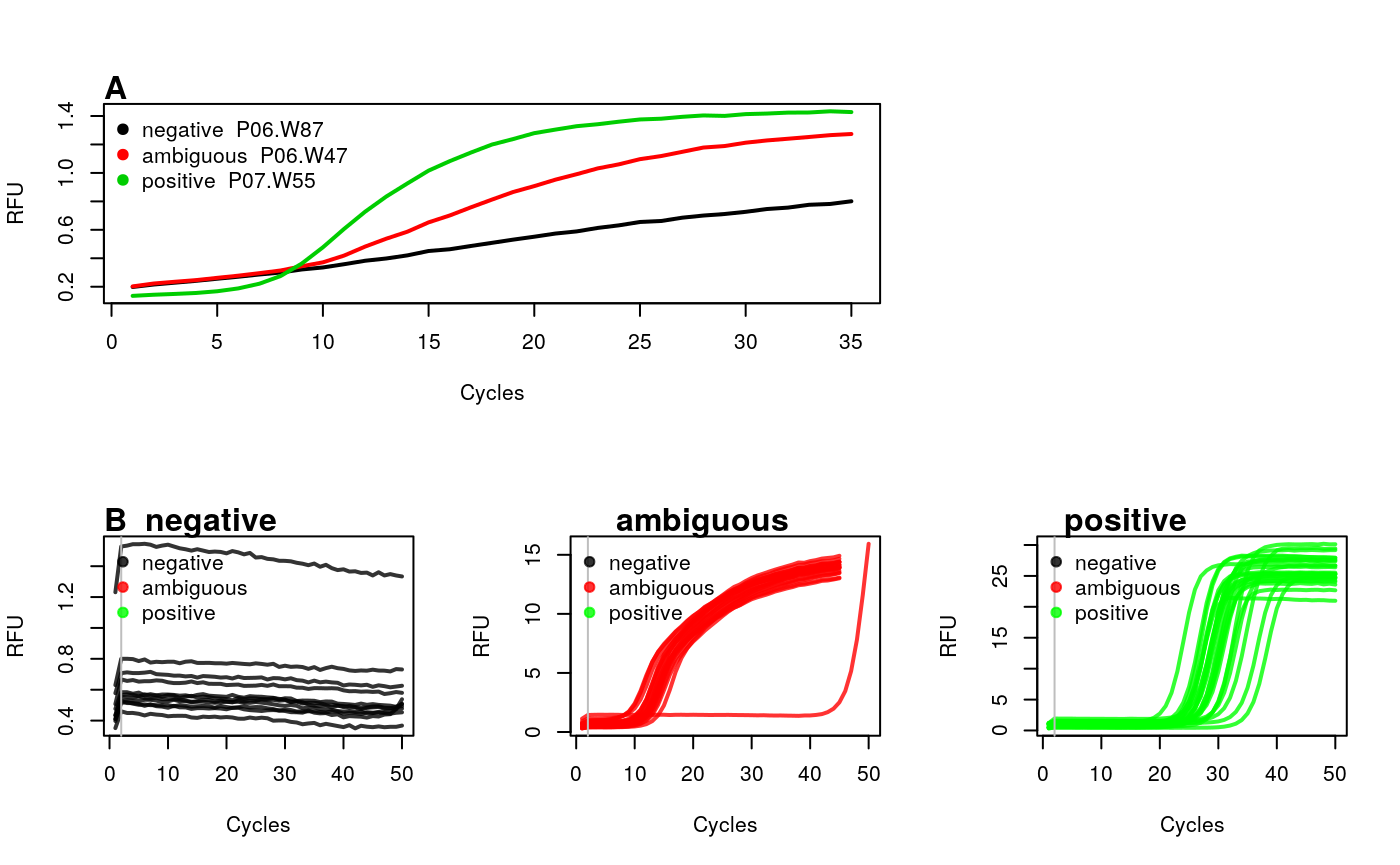 A
negative P06.W87
ambiguous P06.W47
positive P07.W55
RFU
0.2 0.6 1.0 1.4
0 5 10 15 20 25 30 35
Cycles
B negative
negative
ambiguous
positive
RFU
0.4 0.8 1.2
0 10 20 30 40 50
Cycles
ambiguous
negative
ambiguous
positive
RFU
0 5 10 15
0 10 20 30 40 50
Cycles
positive
negative
ambiguous
positive
RFU
0 5 15 25
0 10 20 30 40 50
Cycles